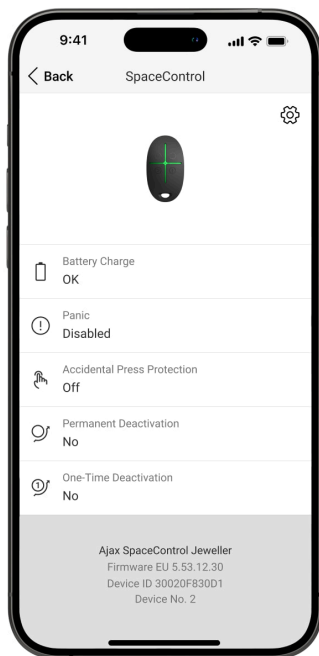 9:41
Back
SpaceControl
Battery Charge
OK
Panic
Disabled
Accidental Press Protection
Off
Permanent Deactivation
No
1
One-Time Deactivation
No
Ajax SpaceControl Jeweller
Firmware EU 5.53.12.30
Device ID 30020F830D1
Device No. 2